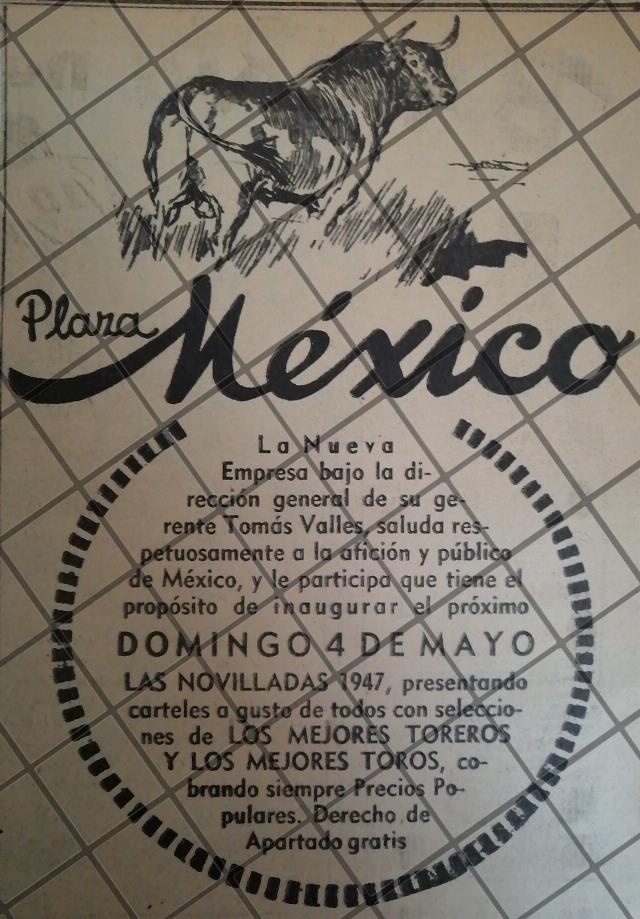 Plaza
México
La Nueva
Empresa bajo la di-
rección general de su ge-
rente Tomás Valles, saluda res-
petuosamente a la afición y público
de México, y le participa que tiene el
propósito de inaugurar el próximo
DOMINGO 4 DE MAYO
LAS NOVILLADAS 1947, presentando
carteles a gusto de todos con seleccio-
nes de LOS MEJORES TOREROS
Y LOS MEJORES TOROS, co-
brando siempre Precios Po-
pulares. Derecho de
Apartado gratis